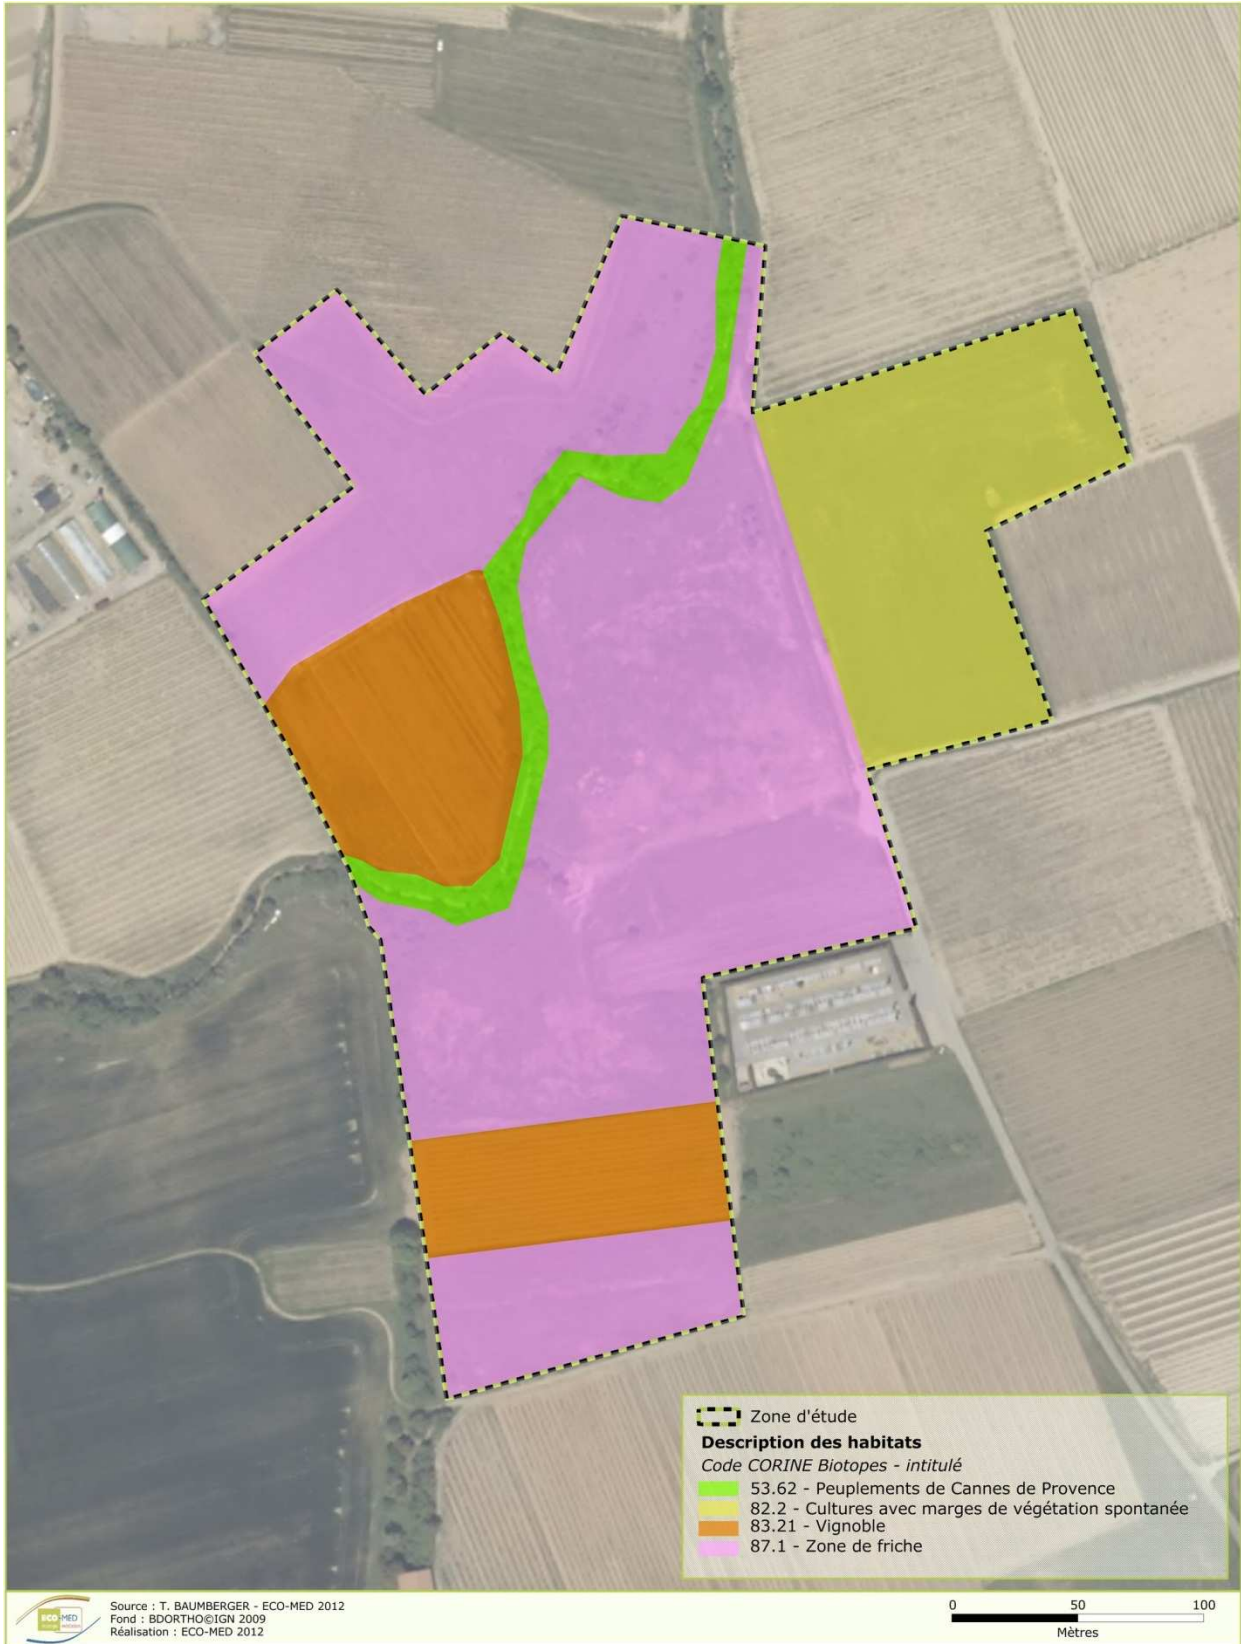 Zone d'étude
Description des habitats
Code CORINE Biotopes - intitulé
53.62 - Peuplements de Cannes de Provence
82.2 - Cultures avec marges de végétation spontanée
83.21 - Vignoble
87.1 - Zone de friche
ECO-MED
Source : T. BAUMBERGER - ECO-MED 2012
Fond : BDORTHO©IGN 2009
Réalisation : ECO-MED 2012
0 50 100
Mètres